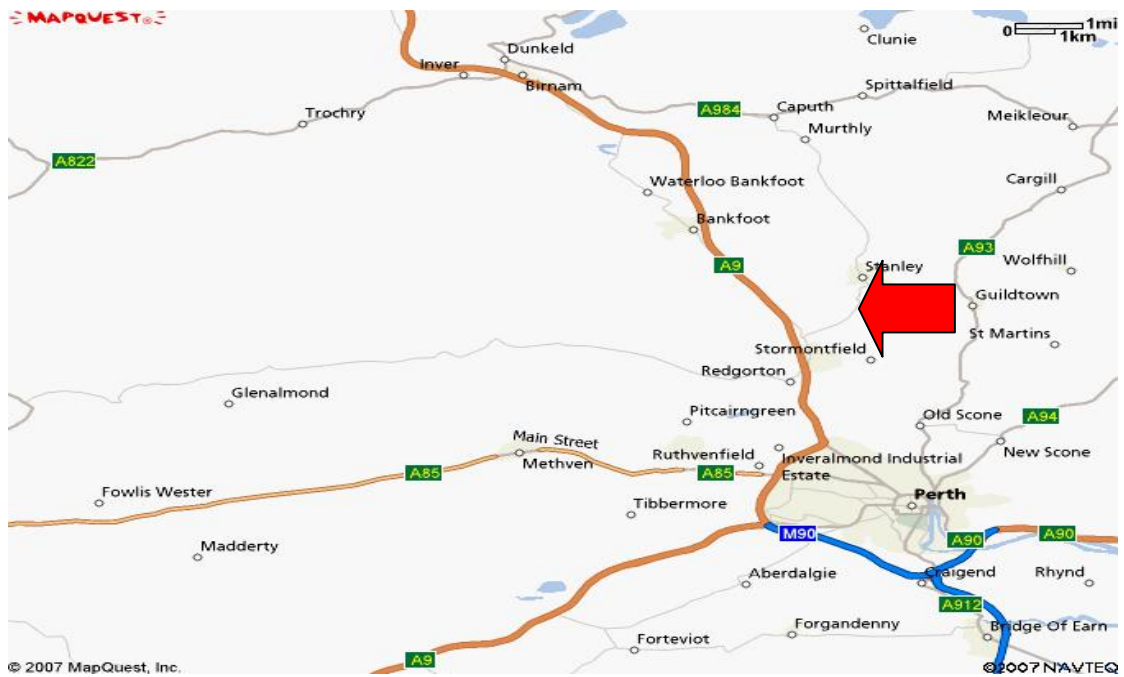 MAPQUEST
0 1mi
1km
Clunie
Dunkeld
Inver
Birnam
Spittalfield
Trochry
A984
Caputh
Meikleour
Murthly
A822
Waterloo Bankfoot
Cargill
Bankfoot
A93
A9
Stanley
Wolfhill
Guildtown
St Martins
Stormontfield
Redgorton
Glenalmond
Pitcairngreen
Old Scone
A94
Main Street
Ruthvenfield
Inveralmond Industrial
Estate
New Scone
Methven
A85
A85
Fowlis Wester
Perth
Tibbermore
M90
A90
A90
Madderty
Aberdalgie
Craigend
Rhynd
A912
Forgandenny
Bridge Of Earn
Forteviot
A9
© 2007 MapQuest, Inc.
©2007 NAVTEQ